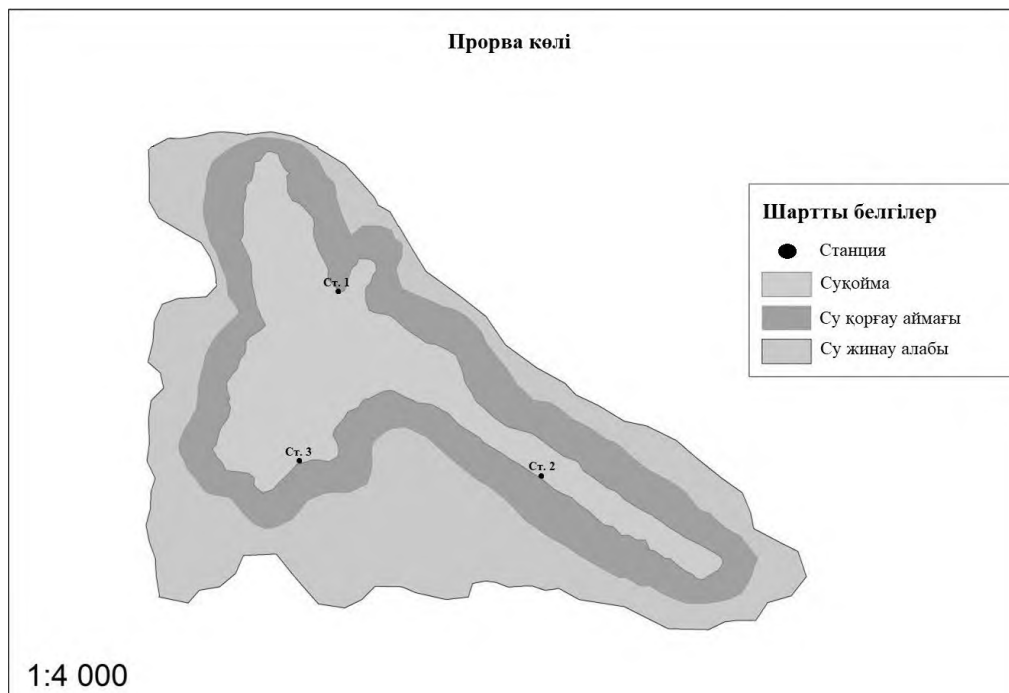 Прорва көлі
Ст. 1
Ст. 3
Ст. 2
Шартты белгілер
Станция
Суқойма
Су қорғау аймағы
Су жинау алабы
1:4 000